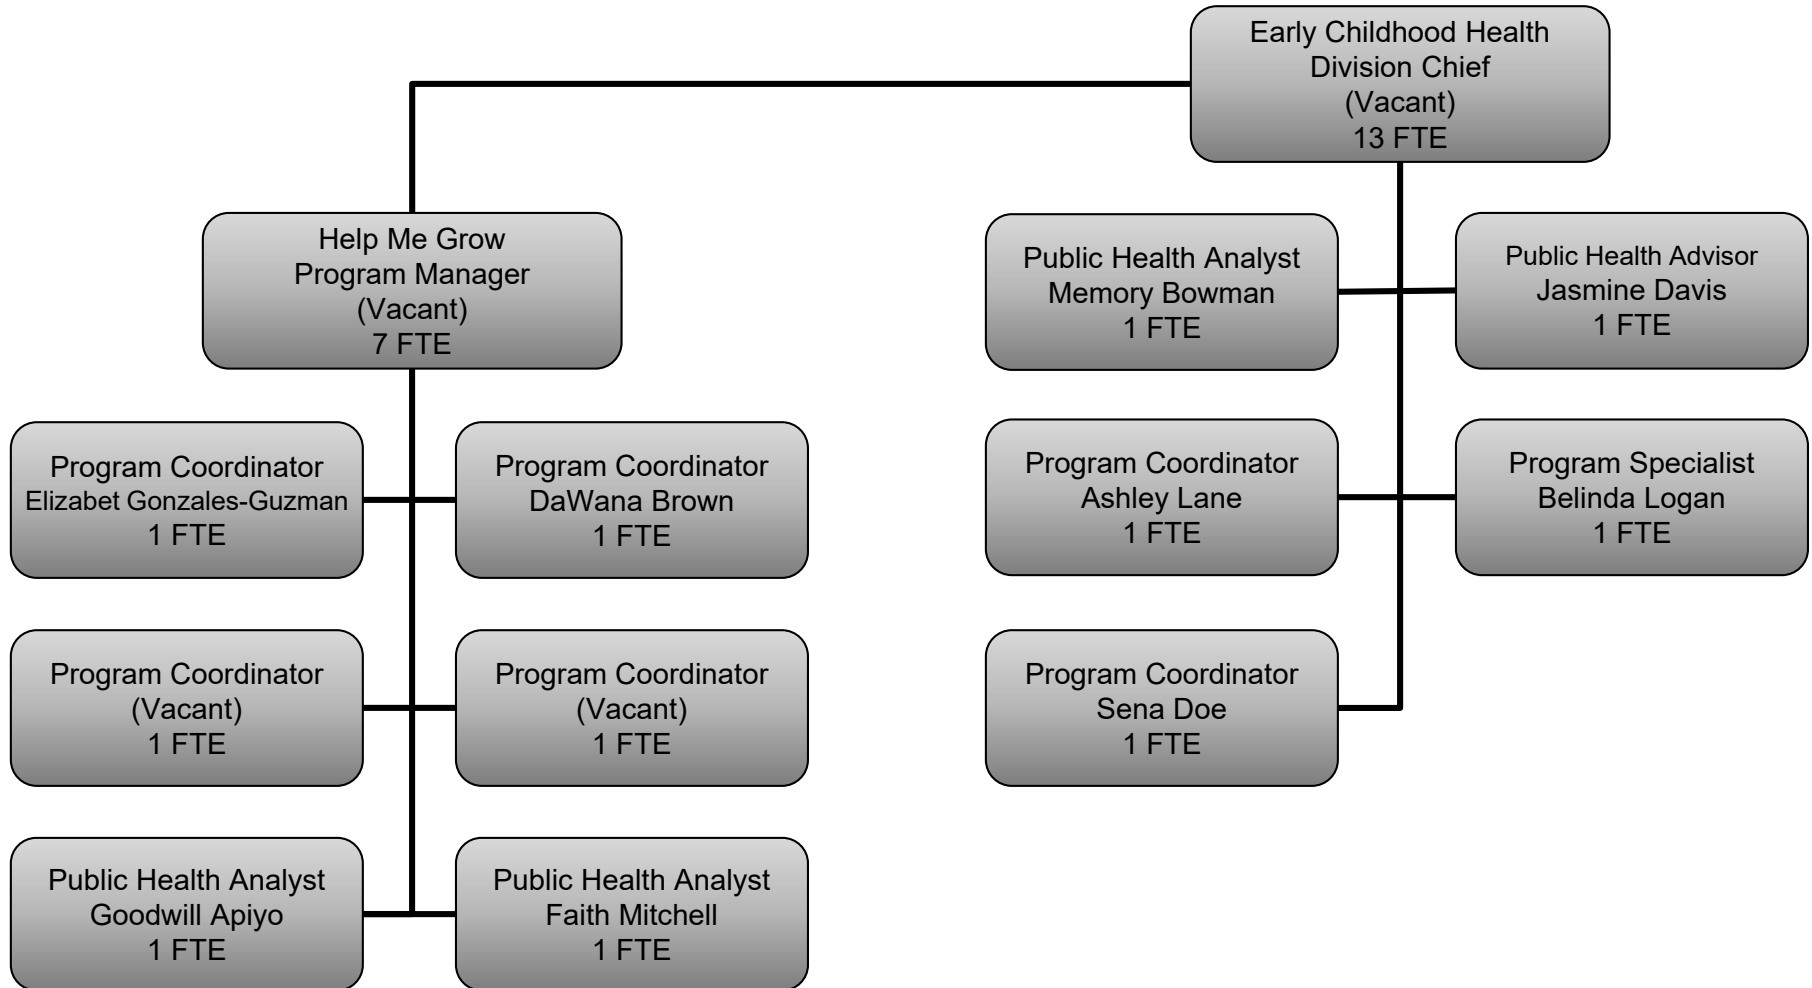 Early Childhood Health
Division Chief
(Vacant)
13 FTE
Help Me Grow
Program Manager
(Vacant)
7 FTE
Public Health Analyst
Memory Bowman
1 FTE
Public Health Advisor
Jasmine Davis
1 FTE
Program Coordinator
Elizabet Gonzales-Guzman
1 FTE
Program Coordinator
DaWana Brown
1 FTE
Program Coordinator
Ashley Lane
1 FTE
Program Specialist
Belinda Logan
1 FTE
Program Coordinator
(Vacant)
1 FTE
Program Coordinator
(Vacant)
1 FTE
Program Coordinator
Sena Doe
1 FTE
Public Health Analyst
Goodwill Apiyo
1 FTE
Public Health Analyst
Faith Mitchell
1 FTE